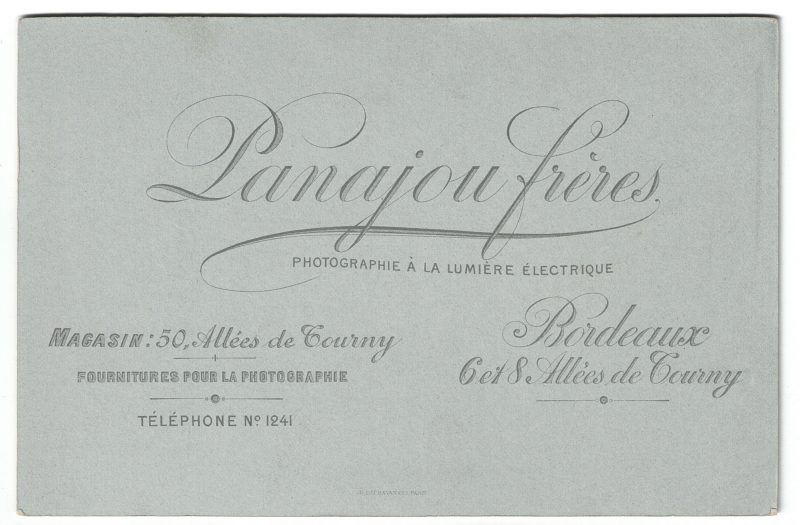 Panajou frères.
PHOTOGRAPHIE À LA LUMIÈRE ÉLECTRIQUE
MAGASIN: 50, Allées de Tourny
FOURNITURES POUR LA PHOTOGRAPHIE
TÉLÉPHONE Nº 1241
Bordeaux
6 et 8 Allées de Tourny
PARIS